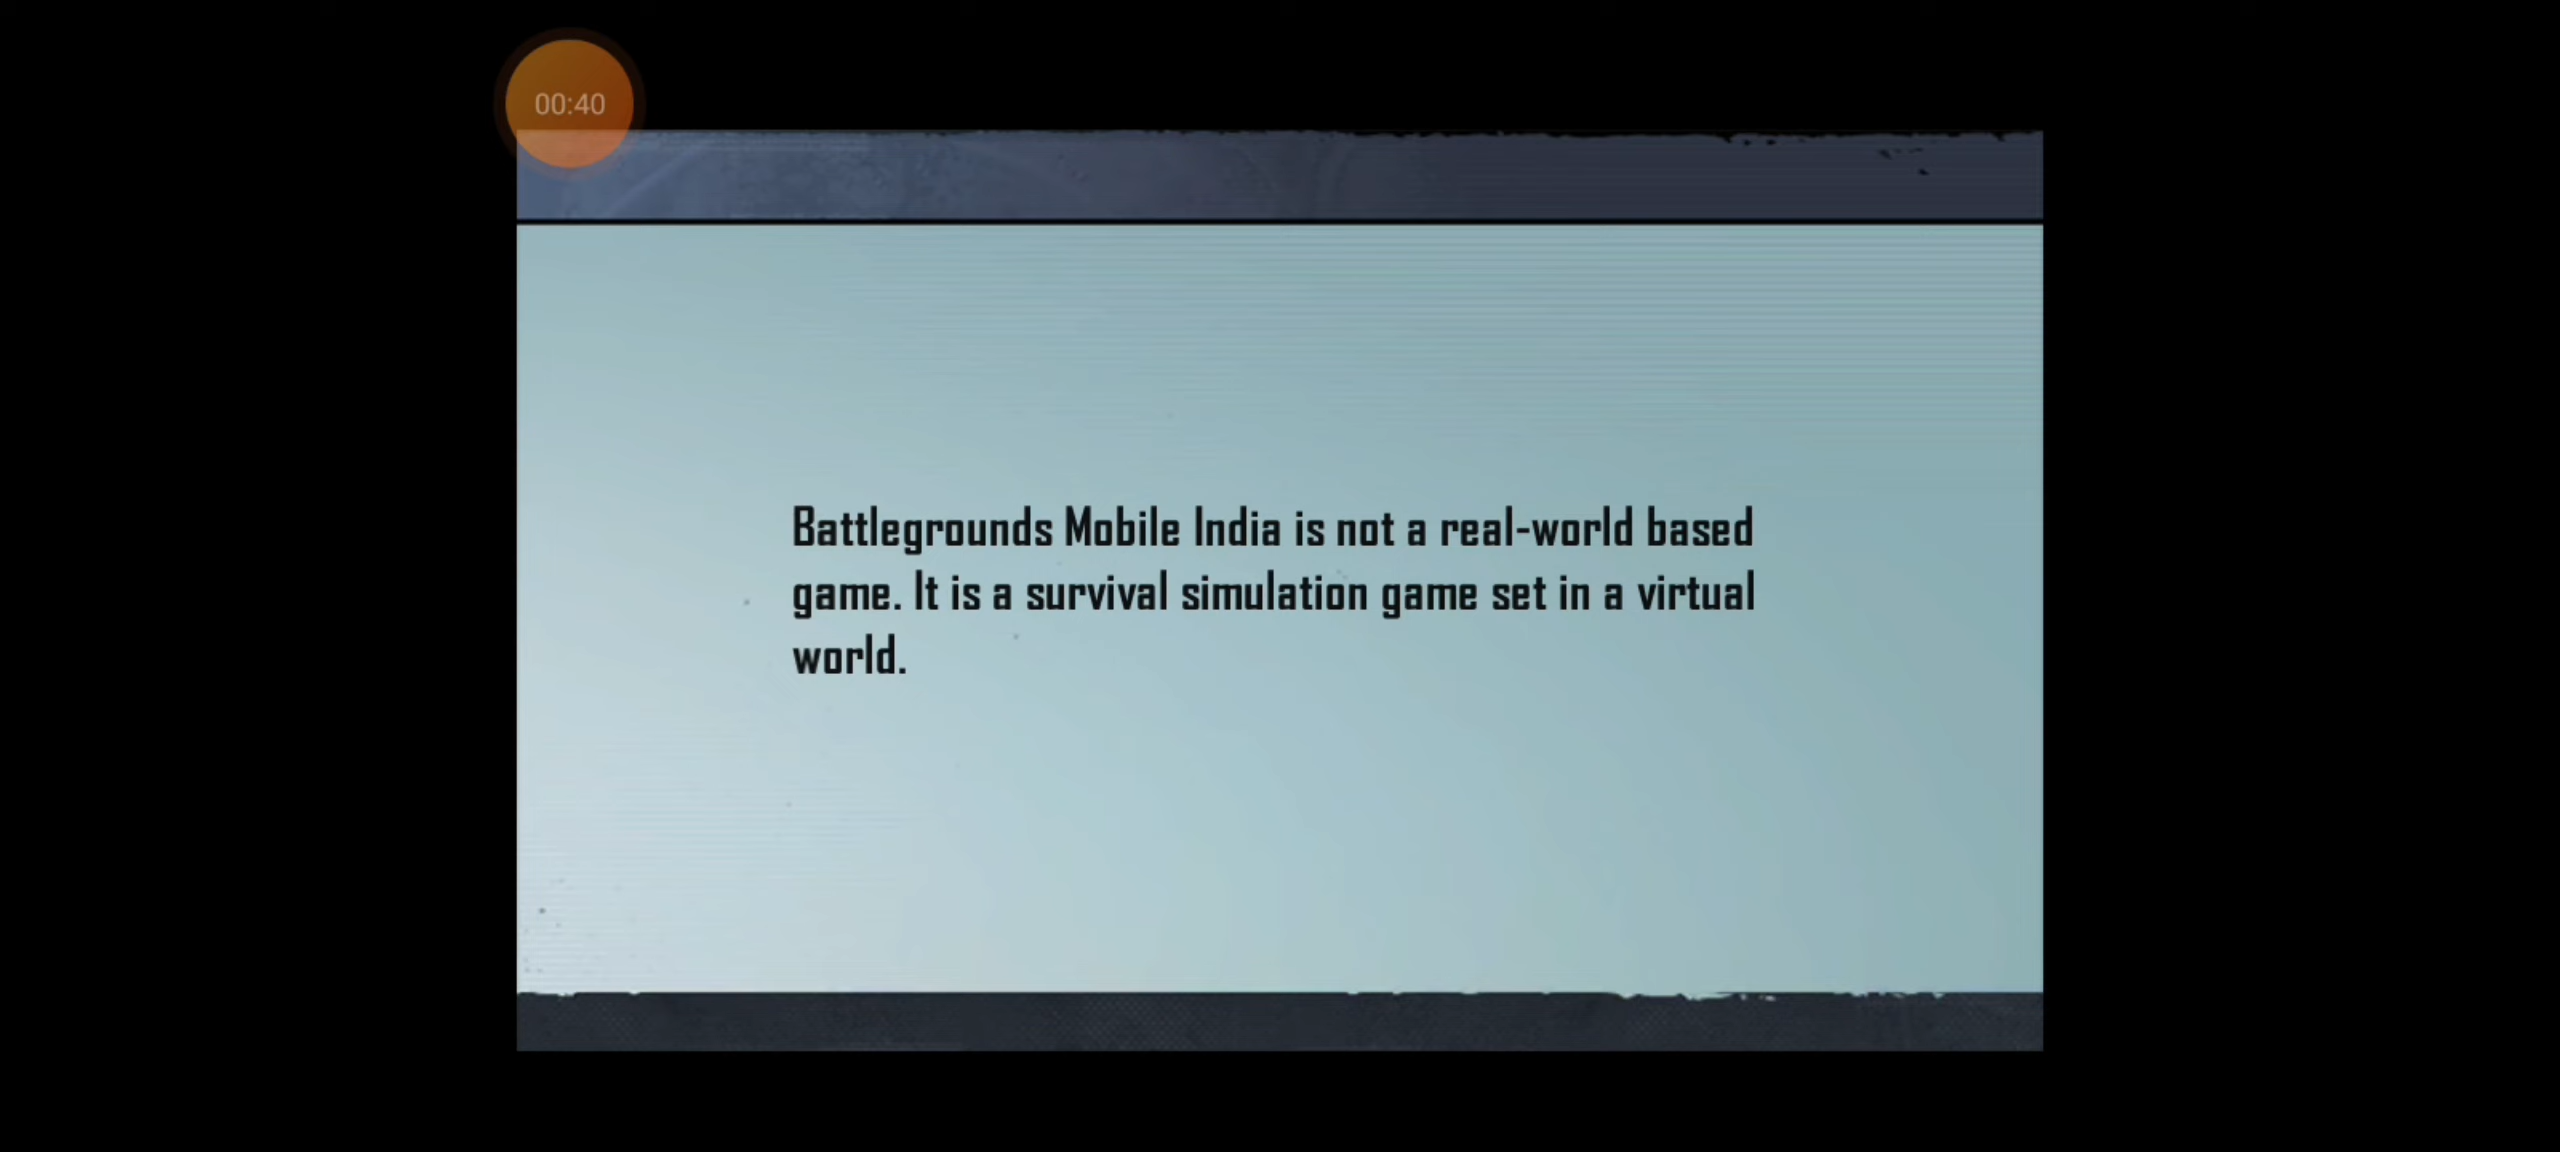 00:40
Battlegrounds Mobile India is not a real-world based
game. It is a survival simulation game set in a virtual
world.